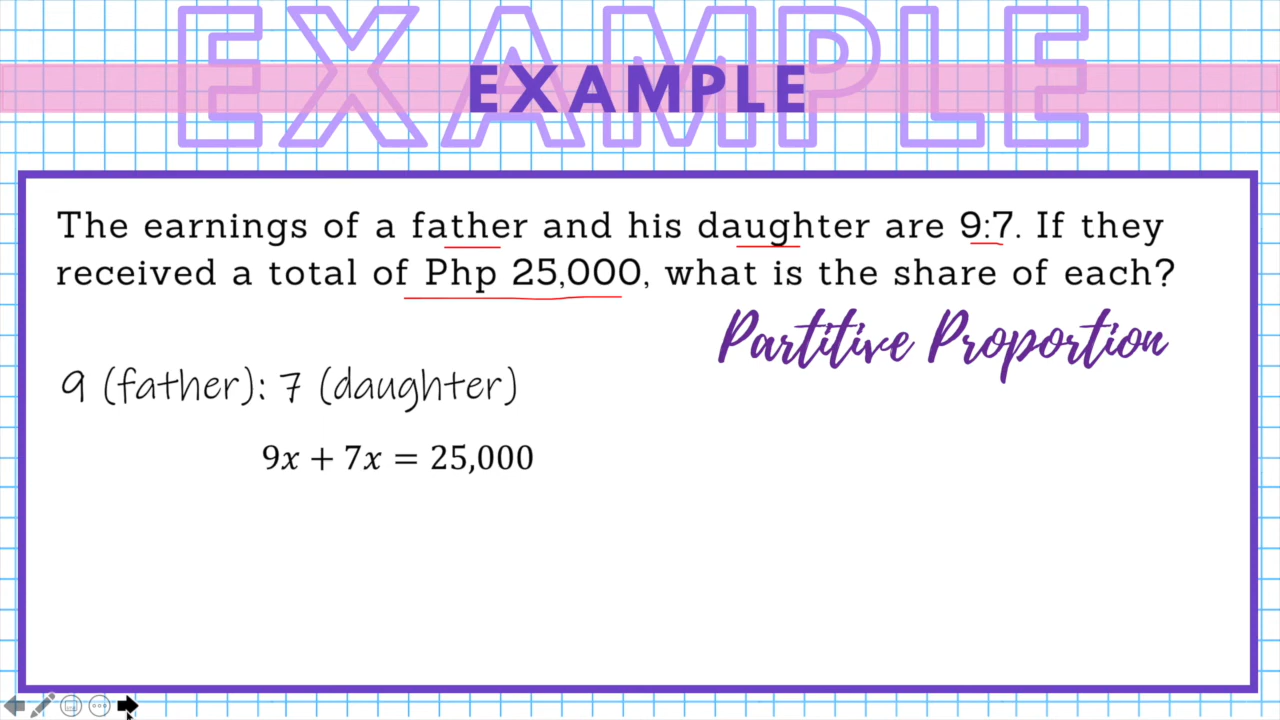 EXAMPLE
EXAMPLE
The earnings of a father and his daughter are 9:7. If they
received a total of Php 25,000, what is the share of each?
Partitive Proportion
9 (father): 7 (daughter)
9x + 7x = 25,000